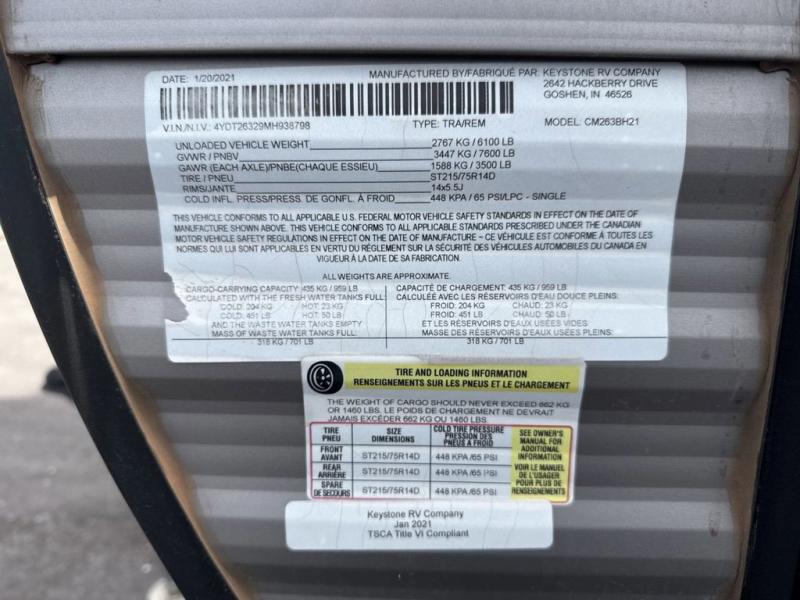 DATE: 1/20/2021
MANUFACTURED BY/FABRIQUÉ PAR: KEYSTONE RV COMPANY
2642 HACKBERRY DRIVE
GOSHEN, IN 46526
V.I.N./N.I.V.: 4YDT26329MH938798 TYPE: TRA/REM MODEL: CM263BH21
UNLOADED VEHICLE WEIGHT 2767 KG / 6100 LB
GVWR / PNBV 3447 KG / 7600 LB
GAWR (EACH AXLE)/PNBE(CHAQUE ESSIEU) 1588 KG / 3500 LB
TIRE / PNEU ST215/75R14D
RIMS/JANTE 14x5.5J
COLD INFL. PRESS/PRESS. DE GONFL. À FROID 448 KPA / 65 PSI/LPC - SINGLE
THIS VEHICLE CONFORMS TO ALL APPLICABLE U.S. FEDERAL MOTOR VEHICLE SAFETY STANDARDS IN EFFECT ON THE DATE OF
MANUFACTURE SHOWN ABOVE. THIS VEHICLE CONFORMS TO ALL APPLICABLE STANDARDS PRESCRIBED UNDER THE CANADIAN
MOTOR VEHICLE SAFETY REGULATIONS IN EFFECT ON THE DATE OF MANUFACTURE ~ CE VÉHICULE EST CONFORME À TOUTES LES
NORMES QUI LUI SONT APPLICABLES EN VERTU DU RÈGLEMENT SUR LA SÉCURITÉ DES VÉHICULES AUTOMOBILES DU CANADA EN
VIGUEUR À LA DATE DE SA FABRICATION.
ALL WEIGHTS ARE APPROXIMATE.
CARGO-CARRYING CAPACITY: 435 KG / 959 LB
CALCULATED WITH THE FRESH WATER TANKS FULL:
COLD: 204 KG HOT: 23 KG
COLD: 451 LB HOT: 50 LB
AND THE WASTE WATER TANKS EMPTY
MASS OF WASTE WATER TANKS FULL:
318 KG / 701 LB
CAPACITÉ DE CHARGEMENT: 435 KG / 959 LB
CALCULÉE AVEC LES RÉSERVOIRS D'EAU DOUCE PLEINS:
FROID: 204 KG CHAUD: 23 KG
FROID: 451 LB CHAUD: 50 LB
ET LES RÉSERVOIRS D'EAUX USÉES VIDES
MASSE DES RÉSERVOIRS D'EAUX USÉES PLEINS:
318 KG / 701 LB
TIRE AND LOADING INFORMATION
RENSEIGNEMENTS SUR LES PNEUS ET LE CHARGEMENT
THE WEIGHT OF CARGO SHOULD NEVER EXCEED 662 KG
OR 1460 LBS. LE POIDS DE CHARGEMENT NE DEVRAIT
JAMAIS EXCÉDER 662 KG OU 1460 LBS.
TIRE
PNEU
SIZE
DIMENSIONS
COLD TIRE PRESSURE
PRESSION DES
PNEUS À FROID
SEE OWNER'S
MANUAL FOR
ADDITIONAL
INFORMATION
VOIR LE MANUEL
DE L'USAGER
POUR PLUS DE
RENSEIGNEMENTS
FRONT
AVANT
ST215/75R14D 448 KPA /65 PSI
REAR
ARRIÈRE
ST215/75R14D 448 KPA /65 PSI
SPARE
DE SECOURS
ST215/75R14D 448 KPA /65 PSI
Keystone RV Company
Jan 2021
TSCA Title VI Compliant